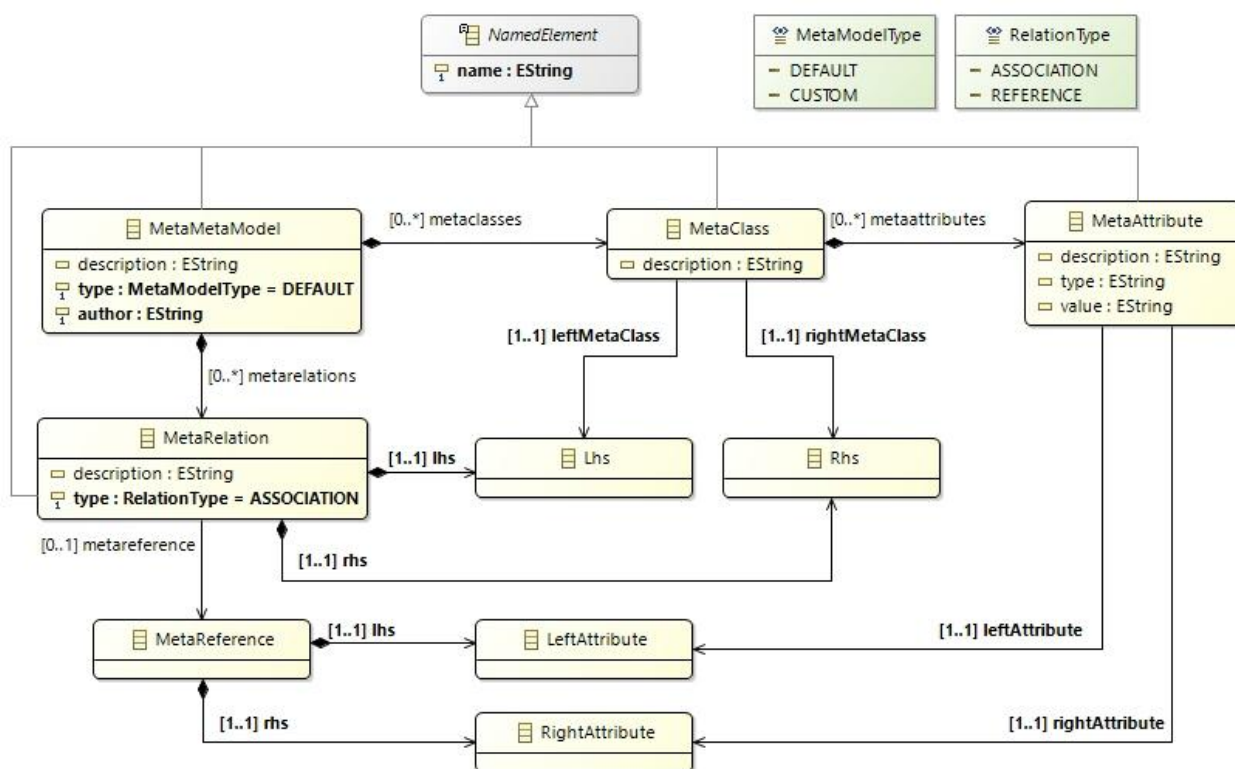 NamedElement
name : EString
MetaModelType
DEFAULT
CUSTOM
RelationType
ASSOCIATION
REFERENCE
MetaMetaModel
description : EString
type : MetaModelType = DEFAULT
author : EString
[0..*] metaclasses
MetaClass
description : EString
[0..*] metaattributes
MetaAttribute
description : EString
type : EString
value : EString
[1..1] leftMetaClass
[1..1] rightMetaClass
[0..*] metarelations
MetaRelation
description : EString
type : RelationType = ASSOCIATION
[1..1] lhs
Lhs
Rhs
[0..1] metareference
[1..1] rhs
MetaReference
[1..1] lhs
LeftAttribute
[1..1] leftAttribute
[1..1] rhs
RightAttribute
[1..1] rightAttribute